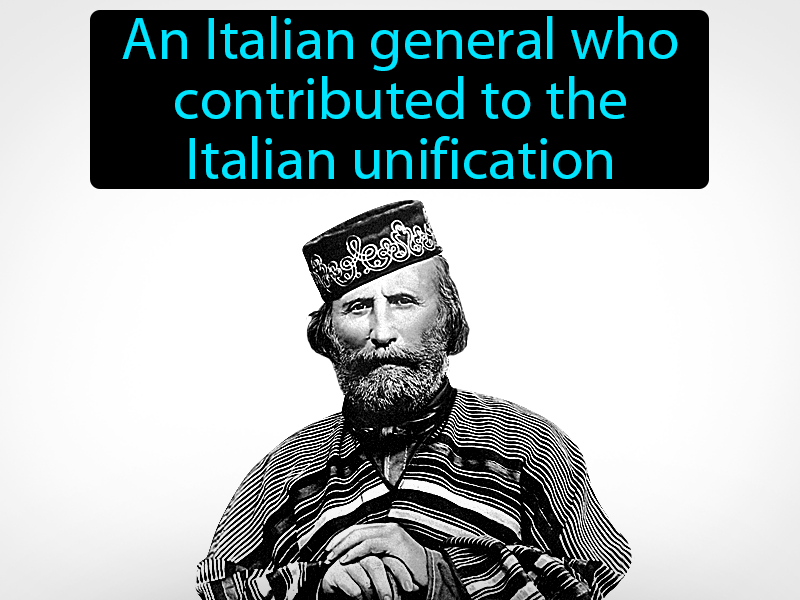 An Italian general who
contributed to the
Italian unification